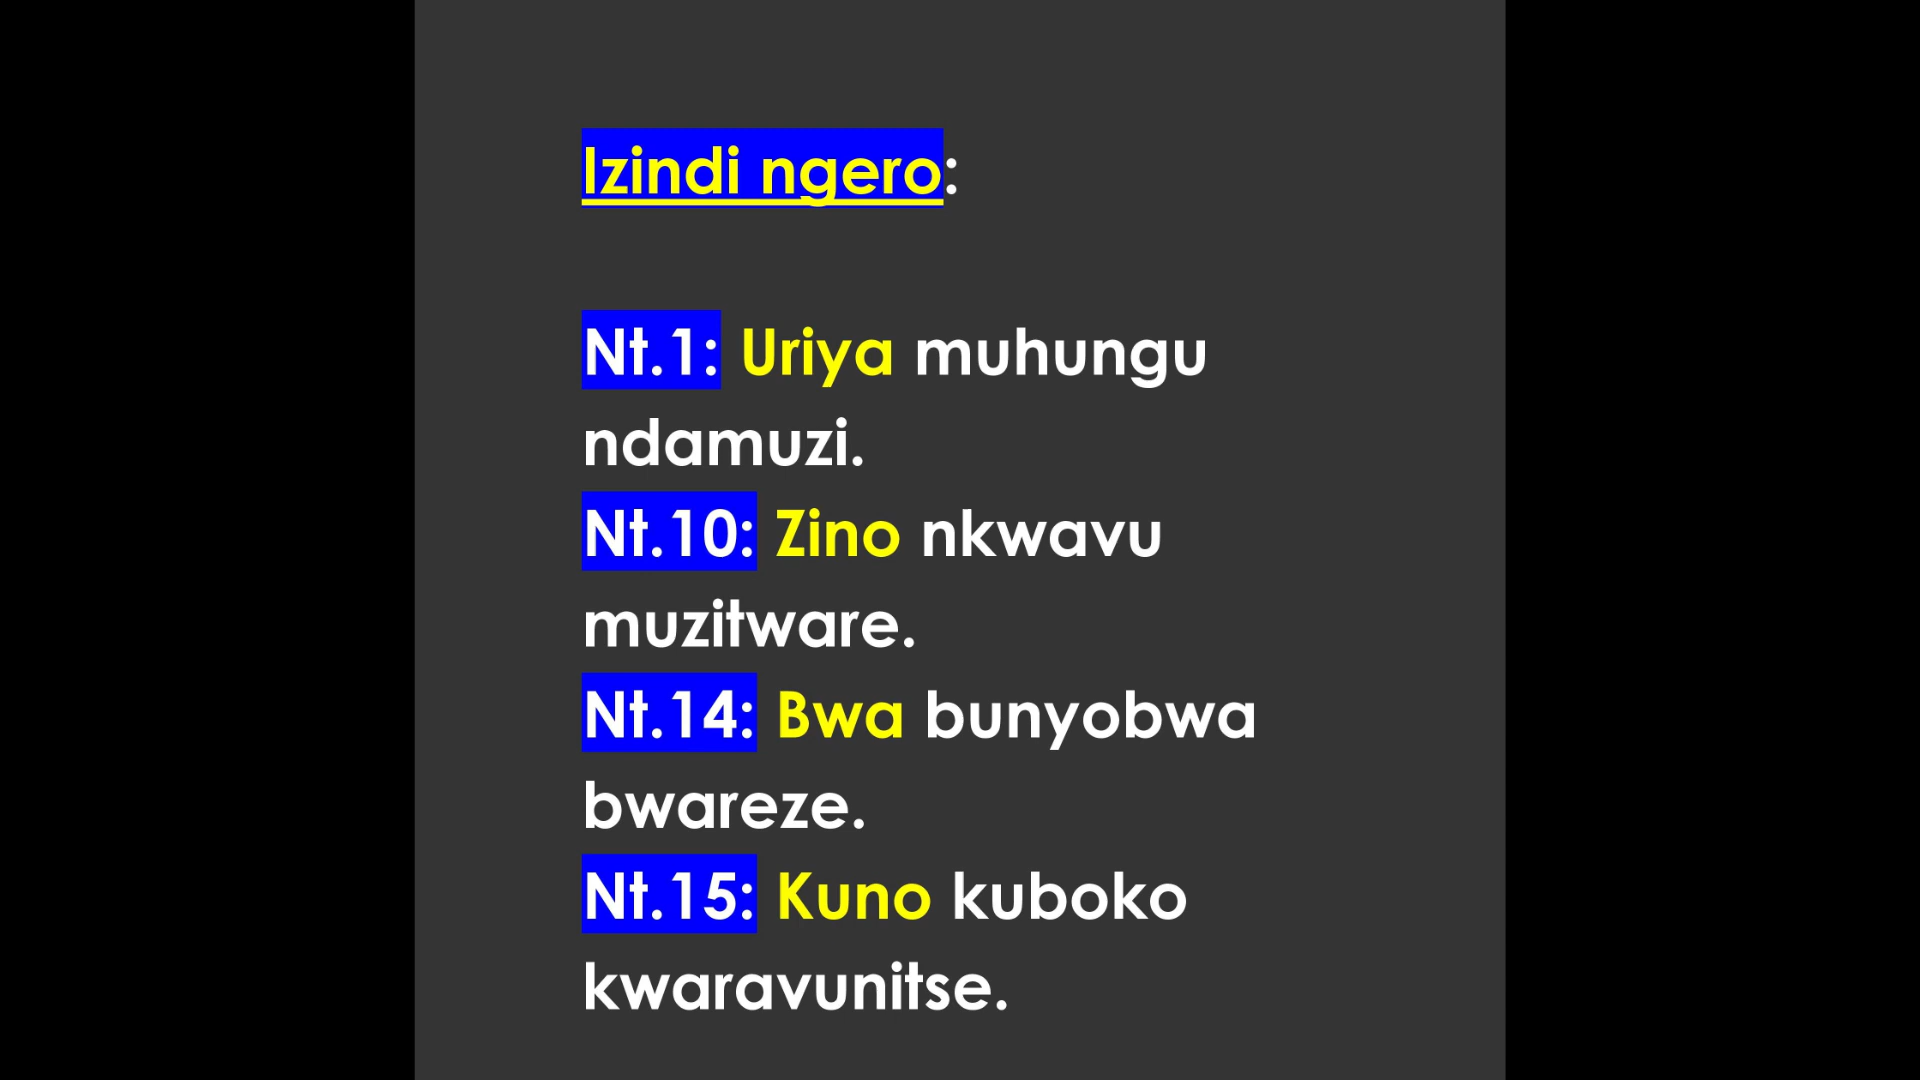 Izindi ngero:
Nt.1: Uriya muhungu
ndamuzi.
Nt.10: Zino nkwavu
muzitware.
Nt.14: Bwa bunyobwa
bwareze.
Nt.15: Kuno kuboko
kwaravunitse.